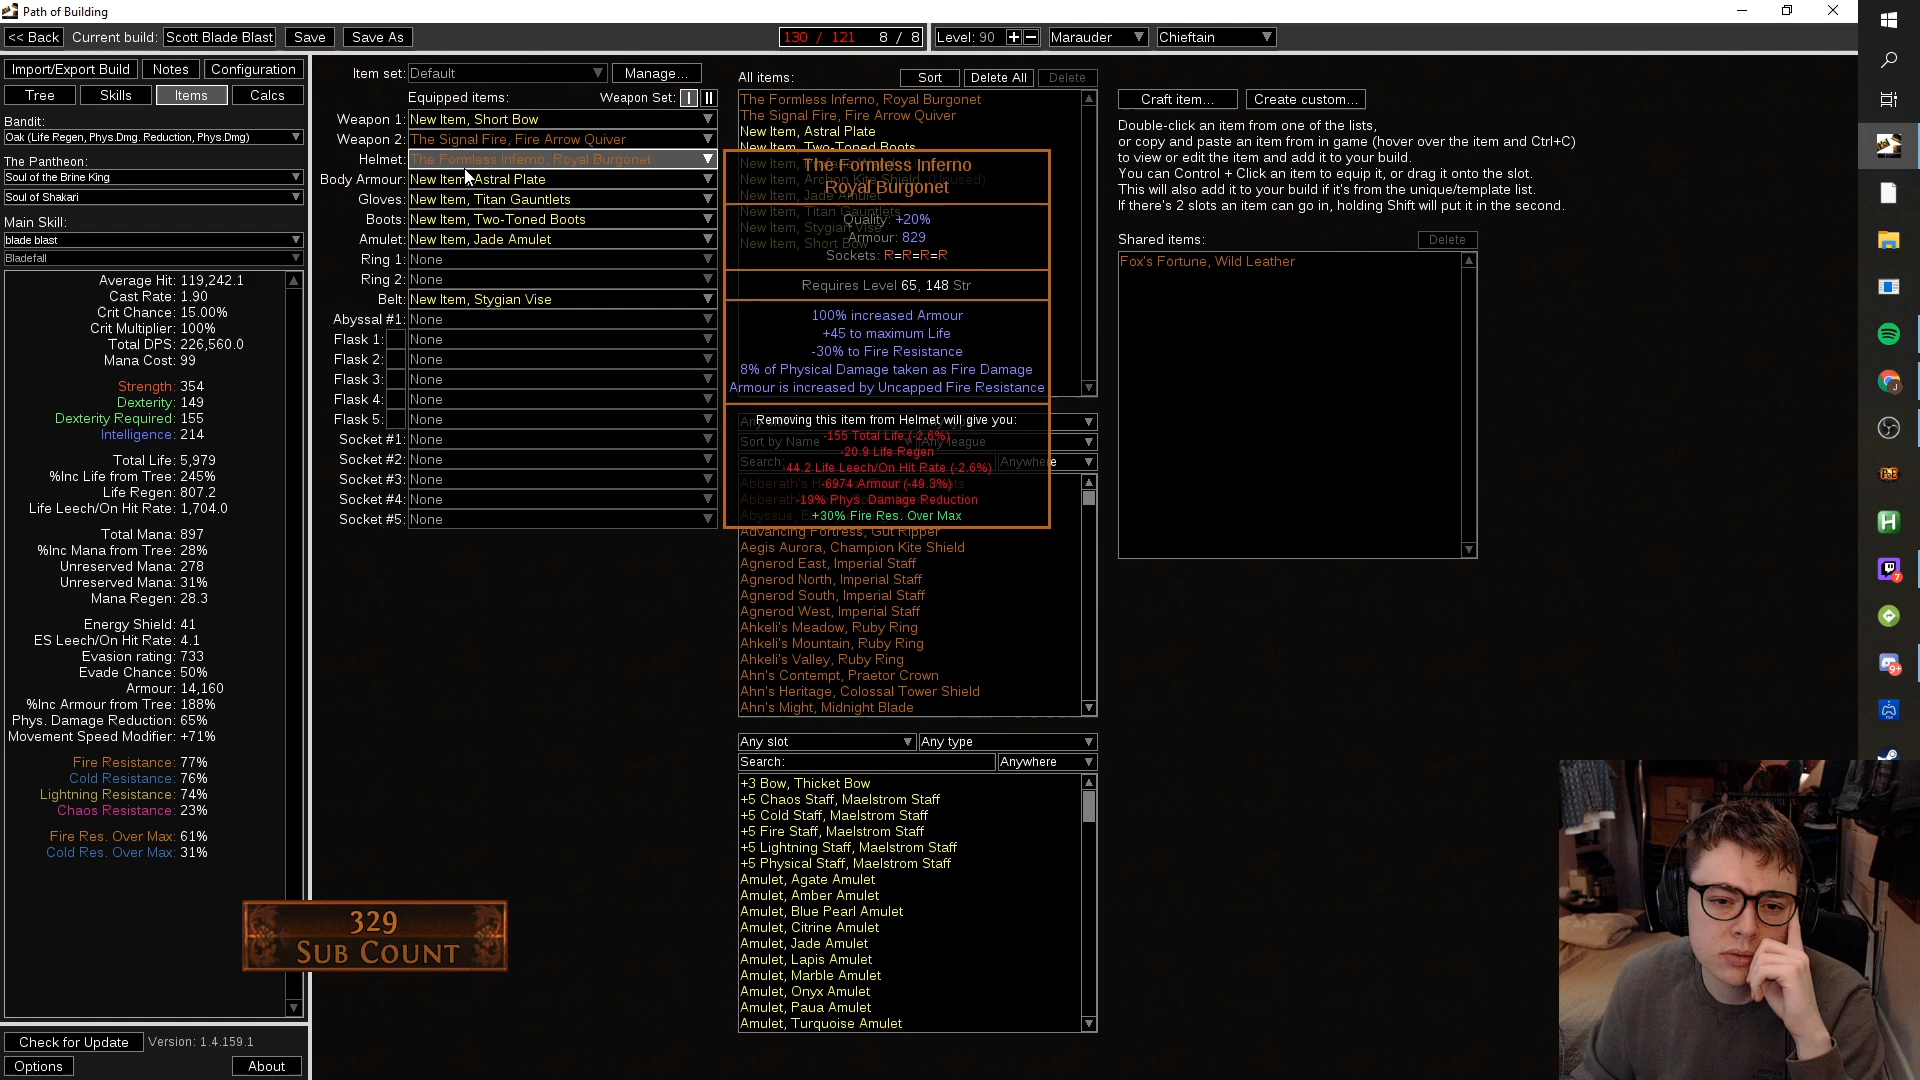 Path of Building
<< Back
Current build:
Scott Blade Blast
Save
Save As
130 / 121
8 / 8
Level: 90
Marauder
Chieftain
Import/Export Build
Notes
Configuration
Tree
Skills
Items
Calcs
Bandit:
Oak (Life Regen, Phys.Dmg. Reduction, Phys.Dmg)
The Pantheon:
Soul of the Brine King
Soul of Shakari
Main Skill:
blade blast
Bladefall
Average Hit: 119,242.1
Cast Rate: 1.90
Crit Chance: 15.00%
Crit Multiplier: 100%
Total DPS: 226,560.0
Mana Cost: 99
Strength: 354
Dexterity: 149
Dexterity Required: 155
Intelligence: 214
Total Life: 5,979
%Inc Life from Tree: 245%
Life Regen: 807.2
Life Leech/On Hit Rate: 1,704.0
Total Mana: 897
%Inc Mana from Tree: 28%
Unreserved Mana: 278
Unreserved Mana: 31%
Mana Regen: 28.3
Energy Shield: 41
ES Leech/On Hit Rate: 4.1
Evasion rating: 733
Evade Chance: 50%
Armour: 14,160
%Inc Armour from Tree: 188%
Phys. Damage Reduction: 65%
Movement Speed Modifier: +71%
Fire Resistance: 77%
Cold Resistance: 76%
Lightning Resistance: 74%
Chaos Resistance: 23%
Fire Res. Over Max: 61%
Cold Res. Over Max: 31%
Check for Update
Version: 1.4.159.1
Options
About
329
Sub Count
Item set:
Default
Manage...
Equipped items:
Weapon Set:
I
II
Weapon 1: New Item, Short Bow
Weapon 2: The Signal Fire, Fire Arrow Quiver
Helmet: The Formless Inferno, Royal Burgonet
Body Armour: New Item, Astral Plate
Gloves: New Item, Titan Gauntlets
Boots: New Item, Two-Toned Boots
Amulet: New Item, Jade Amulet
Ring 1: None
Ring 2: None
Belt: New Item, Stygian Vise
Abyssal #1: None
Flask 1: None
Flask 2: None
Flask 3: None
Flask 4: None
Flask 5: None
Socket #1: None
Socket #2: None
Socket #3: None
Socket #4: None
Socket #5: None
All items:
Sort
Delete All
Delete
The Formless Inferno, Royal Burgonet
The Signal Fire, Fire Arrow Quiver
New Item, Astral Plate
New Item, Two-Toned Boots
The Formless Inferno
Royal Burgonet
Quality: +20%
Armour: 829
Sockets: R=R=R=R
Requires Level 65, 148 Str
100% increased Armour
+45 to maximum Life
-30% to Fire Resistance
8% of Physical Damage taken as Fire Damage
Armour is increased by Uncapped Fire Resistance
Removing this item from Helmet will give you:
-155 Total Life (-2.6%)
-20.9 Life Regen
-44.2 Life Leech/On Hit Rate (-2.6%)
-6974 Armour (-49.3%)
-19% Phys. Damage Reduction
+30% Fire Res. Over Max
Sort by Name
Any league
Search:
Anywhere
Advancing Fortress, Gut Ripper
Aegis Aurora, Champion Kite Shield
Agnerod East, Imperial Staff
Agnerod North, Imperial Staff
Agnerod South, Imperial Staff
Agnerod West, Imperial Staff
Ahkeli's Meadow, Ruby Ring
Ahkeli's Mountain, Ruby Ring
Ahkeli's Valley, Ruby Ring
Ahn's Contempt, Praetor Crown
Ahn's Heritage, Colossal Tower Shield
Ahn's Might, Midnight Blade
Any slot
Any type
Search:
Anywhere
+3 Bow, Thicket Bow
+5 Chaos Staff, Maelstrom Staff
+5 Cold Staff, Maelstrom Staff
+5 Fire Staff, Maelstrom Staff
+5 Lightning Staff, Maelstrom Staff
+5 Physical Staff, Maelstrom Staff
Amulet, Agate Amulet
Amulet, Amber Amulet
Amulet, Blue Pearl Amulet
Amulet, Citrine Amulet
Amulet, Jade Amulet
Amulet, Lapis Amulet
Amulet, Marble Amulet
Amulet, Onyx Amulet
Amulet, Paua Amulet
Amulet, Turquoise Amulet
Craft item...
Create custom...
Double-click an item from one of the lists,
or copy and paste an item from in game (hover over the item and Ctrl+C)
to view or edit the item and add it to your build.
You can Control + Click an item to equip it, or drag it onto the slot.
This will also add it to your build if it's from the unique/template list.
If there's 2 slots an item can go in, holding Shift will put it in the second.
Shared items:
Delete
Fox's Fortune, Wild Leather